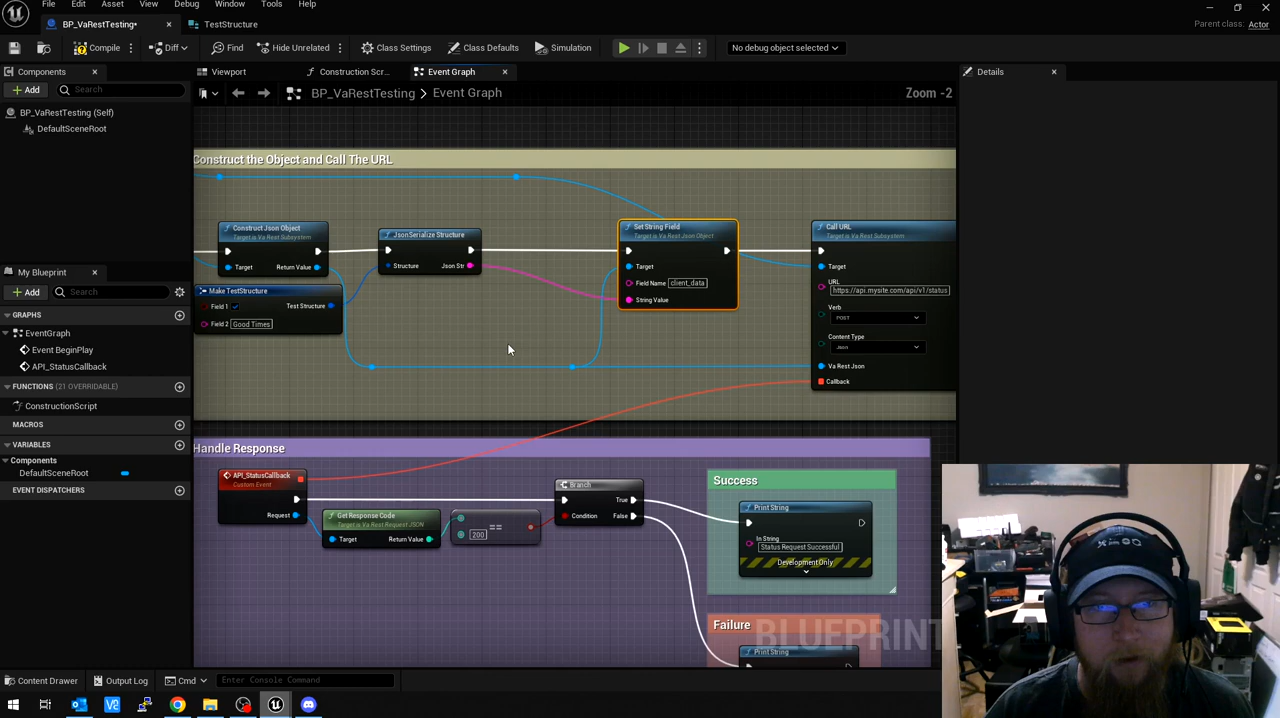 File Edit Asset View Debug Window Tools Help
BP_VaRestTesting* TestStructure Parent class: Actor
Compile Diff Find Hide Unrelated Class Settings Class Defaults Simulation No debug object selected
Components Viewport Construction Scr... Event Graph Details
Add Search
BP_VaRestTesting Event Graph Zoom -2
BP_VaRestTesting (Self)
DefaultSceneRoot
Construct the Object and Call The URL
Construct Json Object
Target is Va Rest Subsystem
Target Return Value
JsonSerialize Structure
Structure Json Str
Set String Field
Target is Va Rest Json Object
Target
Field Name client_data
String Value
Call URL
Target is Va Rest Subsystem
Target
URL
https://api.mysite.com/api/v1/status
Verb
POST
Content Type
Json
Va Rest Json
Callback
Make TestStructure
Field 1 Test Structure
Field 2 Good Times
My Blueprint
Add Search
GRAPHS
EventGraph
Event BeginPlay
API_StatusCallback
FUNCTIONS (21 OVERRIDABLE)
ConstructionScript
MACROS
VARIABLES
Components
DefaultSceneRoot
EVENT DISPATCHERS
Handle Response
API_StatusCallback
Custom Event
Request
Get Response Code
Target is Va Rest Request JSON
Target Return Value
200 ==
Branch
True
Condition False
Success
Print String
In String
Status Request Successful
Development Only
Failure
Print String
BLUEPRINT
Content Drawer Output Log Cmd Enter Console Command